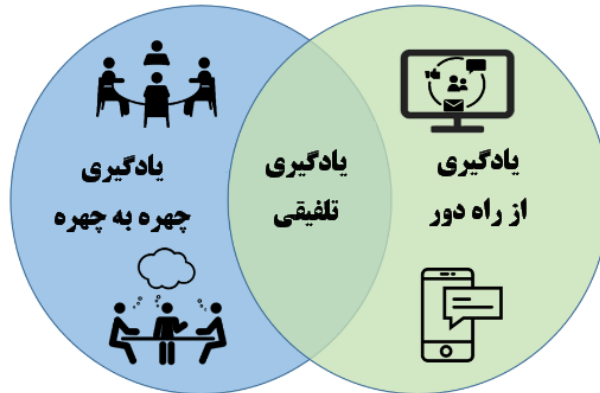 یادگیری
چهره به چهره
یادگیری
تلفیقی
یادگیری
از راه دور